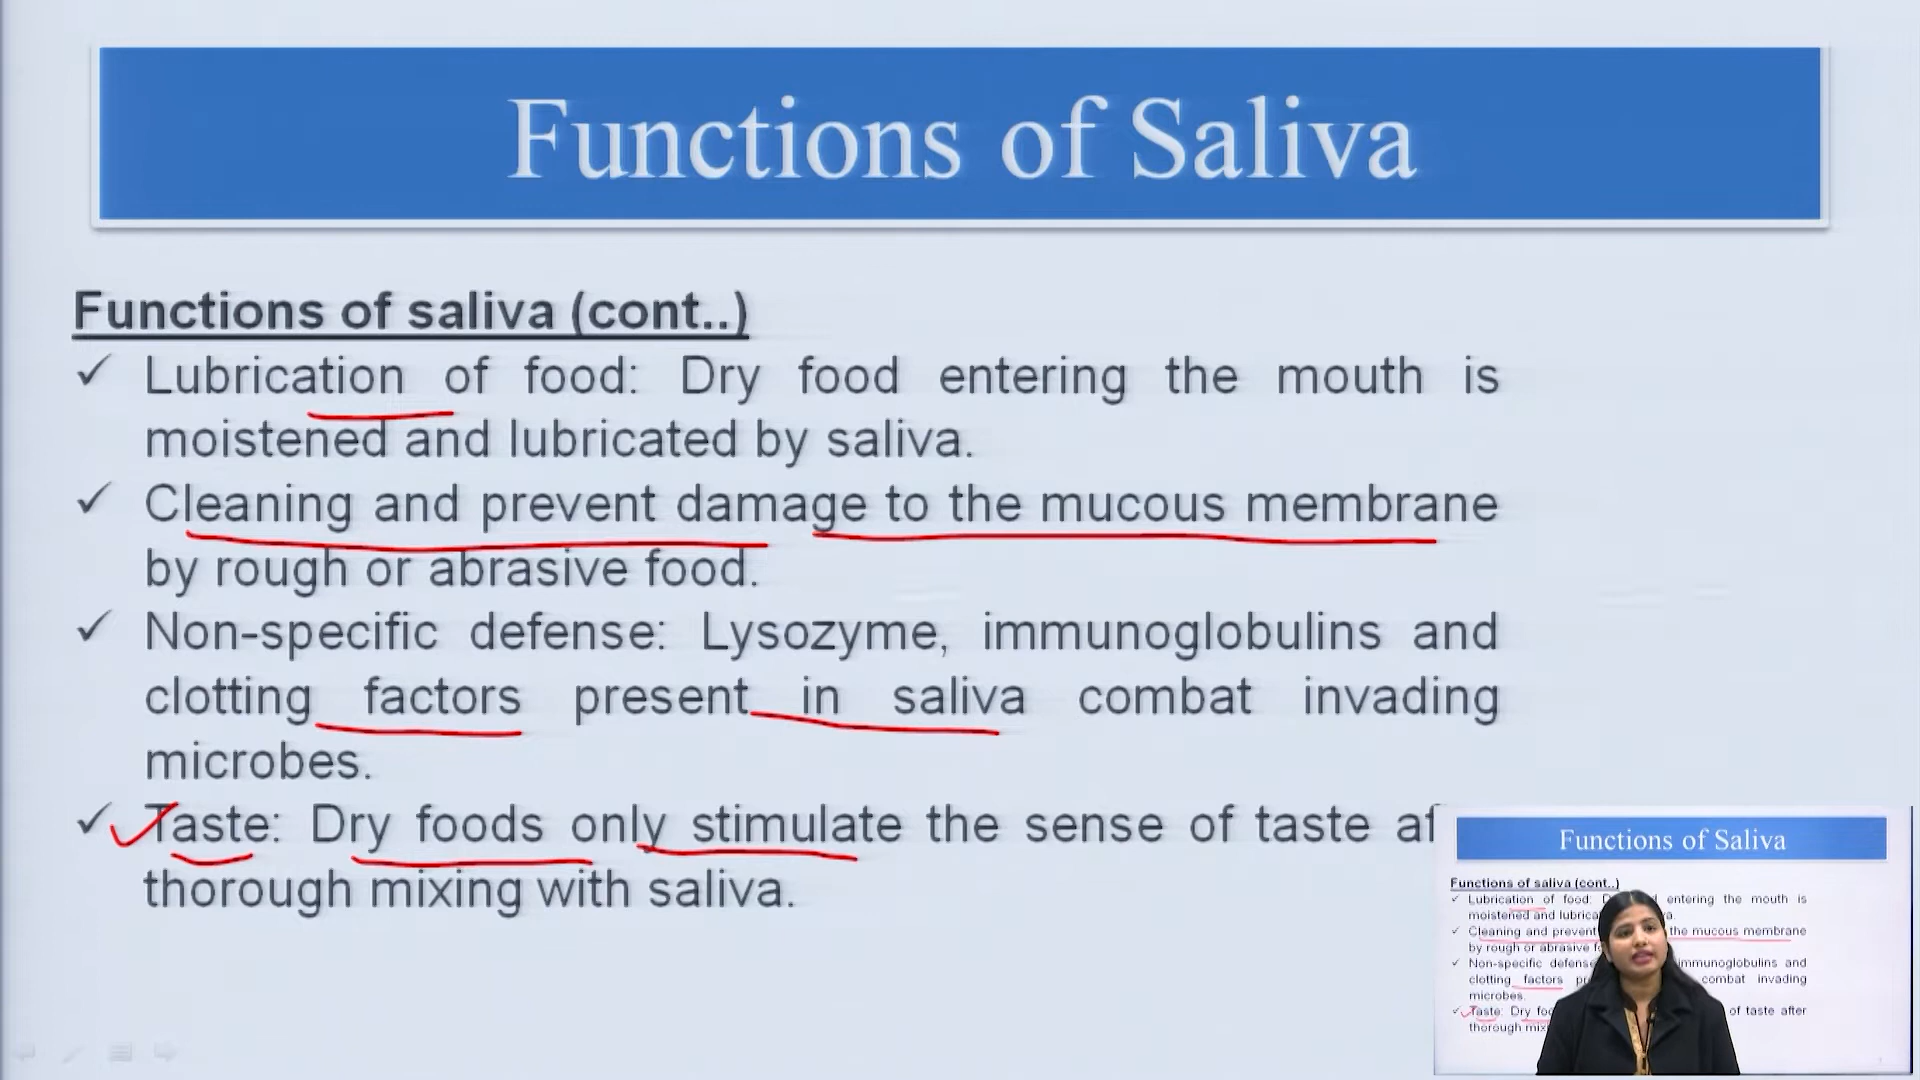 Functions of Saliva
Functions of saliva (cont..)
✓ Lubrication of food: Dry food entering the mouth is
moistened and lubricated by saliva.
✓ Cleaning and prevent damage to the mucous membrane
by rough or abrasive food.
✓ Non-specific defense: Lysozyme, immunoglobulins and
clotting factors present in saliva combat invading
microbes.
✓ Taste: Dry foods only stimulate the sense of taste af
thorough mixing with saliva.
Functions of Saliva
Functions of saliva (cont..)
✓ Lubrication of food: entering the mouth is
moistened and
✓ Cleaning and prevent the mucous membrane
by rough or abrasive
✓ Non-specific defense immunoglobulins and
clotting factors combat invading
microbes.
✓ Taste: Dry of taste after
thorough